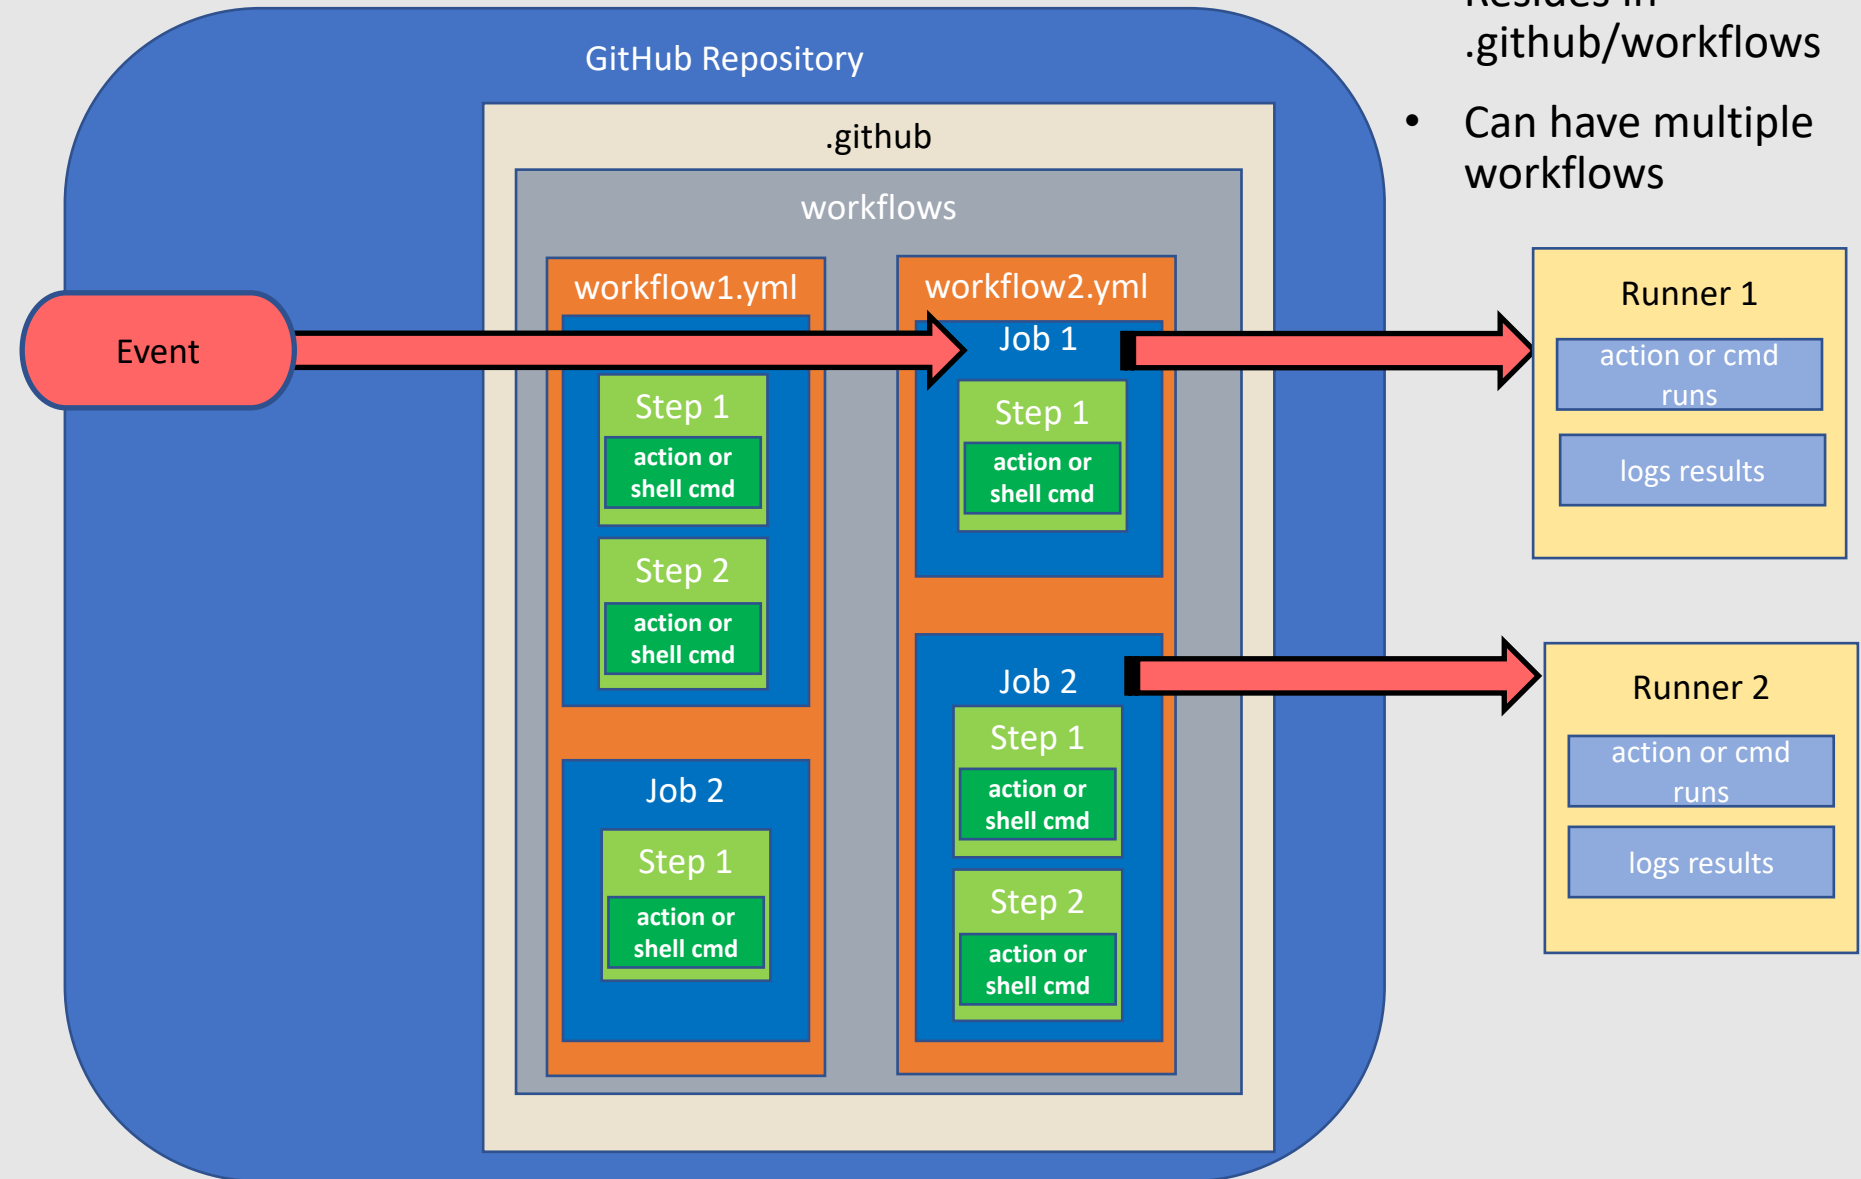 Resides in
.github/workflows
• Can have multiple
workflows
GitHub Repository
.github
workflows
Event
workflow1.yml
Step 1
action or
shell cmd
Step 2
action or
shell cmd
Job 2
Step 1
action or
shell cmd
workflow2.yml
Job 1
Step 1
action or
shell cmd
Job 2
Step 1
action or
shell cmd
Step 2
action or
shell cmd
Runner 1
action or cmd
runs
logs results
Runner 2
action or cmd
runs
logs results